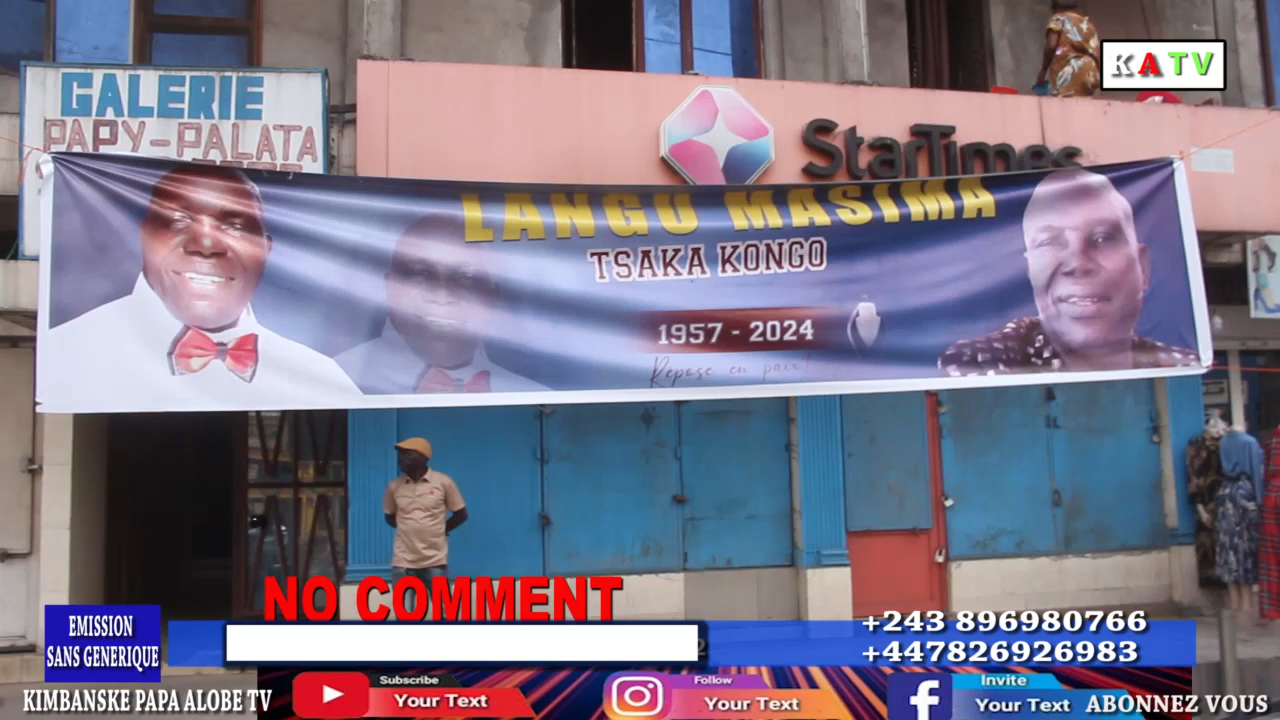 KATV
GALERIE
PAPY-PALATA
StarTimes
LANGU MASIMA
TSAKA KONGO
1957 - 2024
Repose en paix
NO COMMENT
EMISSION
SANS GENERIQUE
+243 896980766
+447826926983
KIMBANSKE PAPA ALOBE TV
Subscribe
Your Text
Follow
Your Text
Invite
Your Text
ABONNEZ VOUS